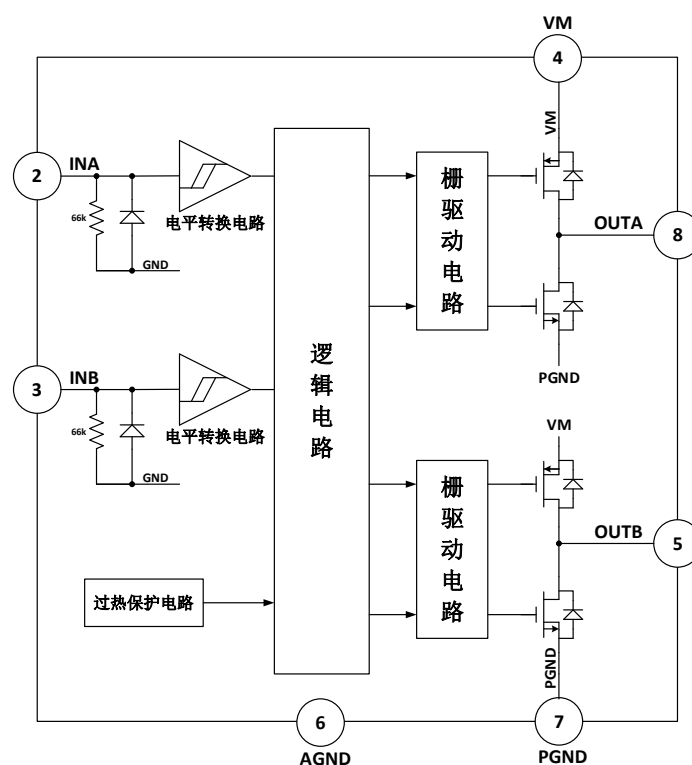 VM
4
VM
2
INA
66k
GND
电平转换电路
栅驱动电路
OUTA
8
PGND
3
INB
66k
GND
电平转换电路
逻辑电路
VM
栅驱动电路
OUTB
5
过热保护电路
PGND
6
AGND
7
PGND